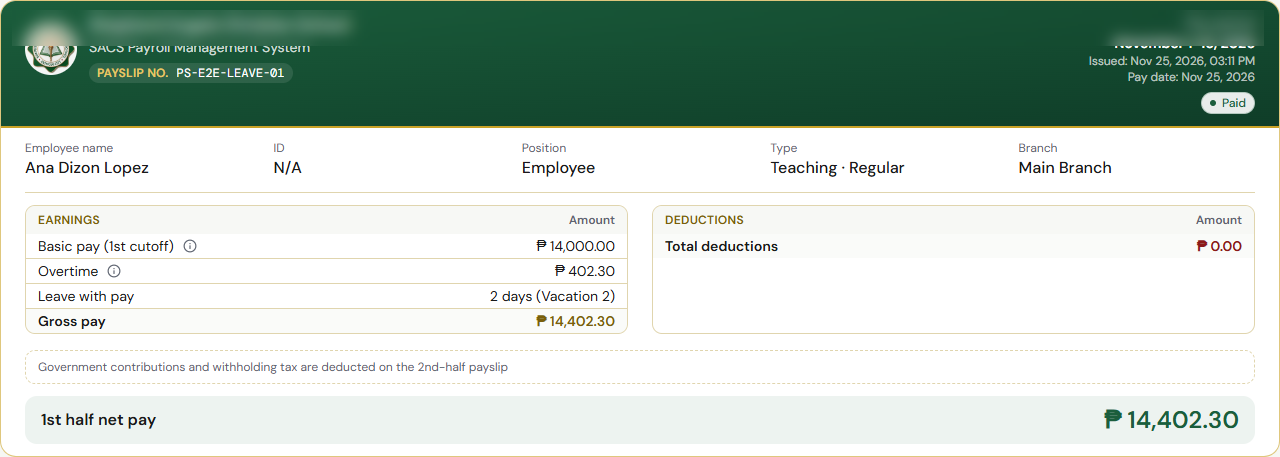 SACS Payroll Management System
PAYSLIP NO. PS-E2E-LEAVE-01
Issued: Nov 25, 2026, 03:11 PM
Pay date: Nov 25, 2026
Paid
Employee name
Ana Dizon Lopez
ID
N/A
Position
Employee
Type
Teaching · Regular
Branch
Main Branch
EARNINGS Amount
Basic pay (1st cutoff) ₱ 14,000.00
Overtime ₱ 402.30
Leave with pay 2 days (Vacation 2)
Gross pay ₱ 14,402.30
DEDUCTIONS Amount
Total deductions ₱ 0.00
Government contributions and withholding tax are deducted on the 2nd-half payslip
1st half net pay ₱ 14,402.30